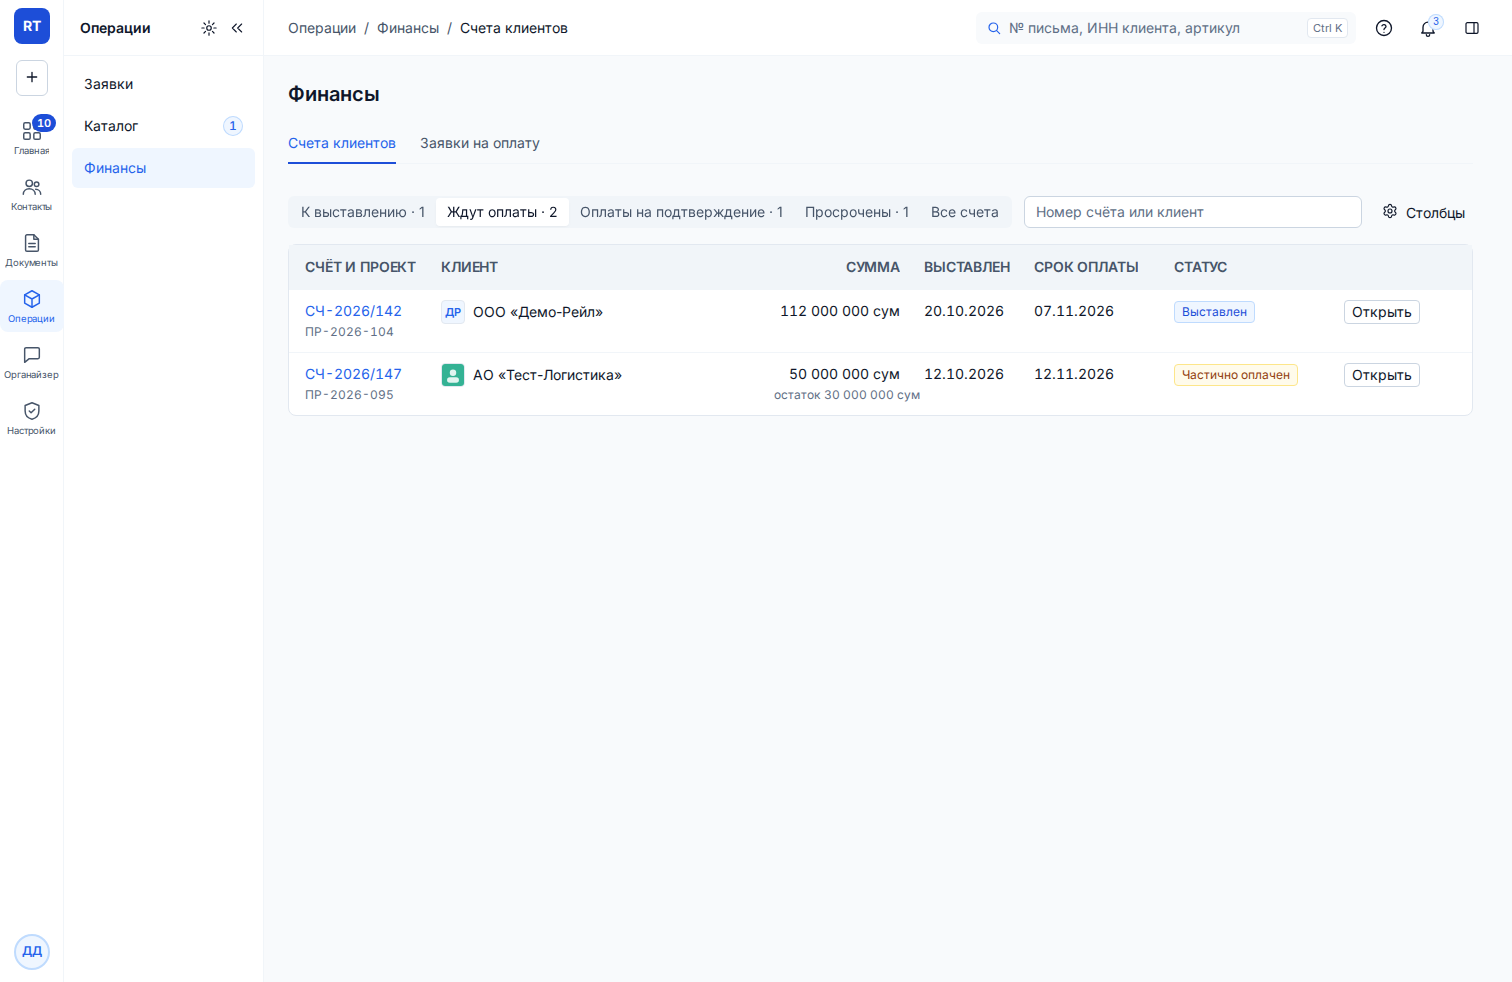 RT
Операции
Операции / Финансы / Счета клиентов
№ письма, ИНН клиента, артикул
Ctrl K
3
10
Главная
Контакты
Документы
Операции
Органайзер
Настройки
ДД
Заявки
Каталог
1
Финансы
Финансы
Счета клиентов
Заявки на оплату
К выставлению · 1
Ждут оплаты · 2
Оплаты на подтверждение · 1
Просрочены · 1
Все счета
Номер счёта или клиент
Столбцы
СЧЁТ И ПРОЕКТ КЛИЕНТ СУММА ВЫСТАВЛЕН СРОК ОПЛАТЫ СТАТУС
СЧ-2026/142 ДР ООО «Демо-Рейл» 112 000 000 сум 20.10.2026 07.11.2026 Выставлен Открыть
ПР-2026-104
СЧ-2026/147 АО «Тест-Логистика» 50 000 000 сум 12.10.2026 12.11.2026 Частично оплачен Открыть
ПР-2026-095 остаток 30 000 000 сум